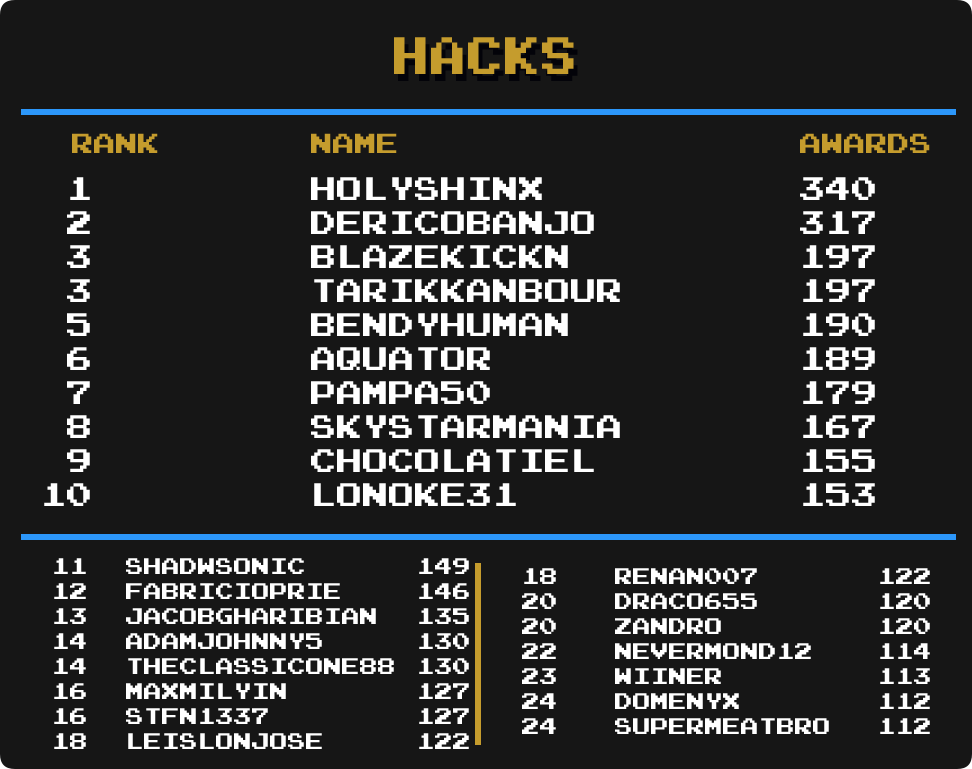 HACKS
RANK NAME AWARDS
1 HOLYSHINX 340
2 DERICOBANJO 317
3 BLAZEKICKN 197
3 TARIKKANBOUR 197
5 BENDYHUMAN 190
6 AQUATOR 189
7 PAMPA50 179
8 SKYSTARMANIA 167
9 CHOCOLATIEL 155
10 LONOKE31 153
11 SHADWSONIC 149
12 FABRICIOPRIE 146
13 JACOBGHARIBIAN 135
14 ADAMJOHNNY5 130
14 THECLASSICONE88 130
16 MAXMILYIN 127
16 STFN1337 127
18 LEISLONJOSE 122
18 RENAN007 122
20 DRACO655 120
20 ZANDRO 120
22 NEVERMOND12 114
23 WIINER 113
24 DOMENYX 112
24 SUPERMEATBRO 112